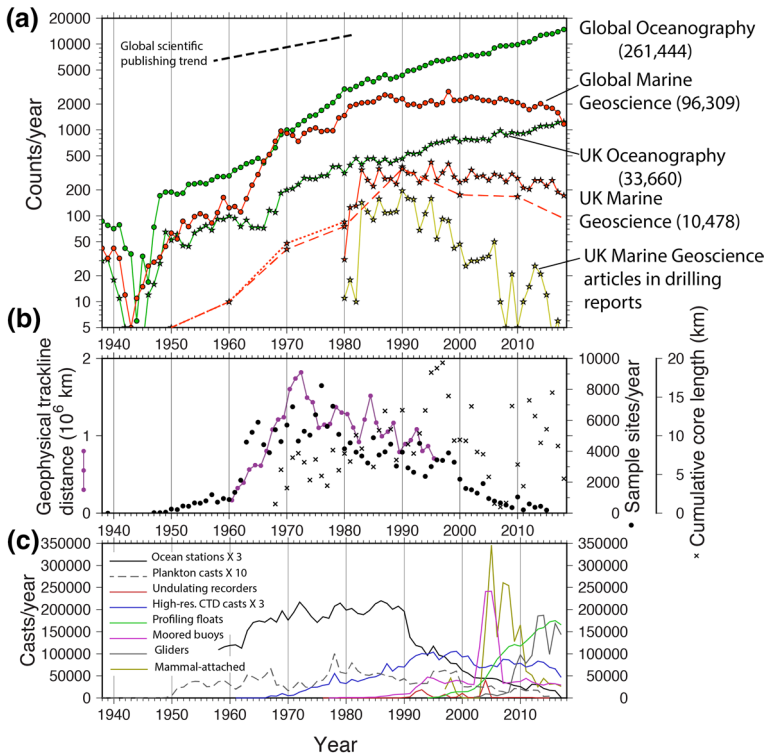 (a)
20000
10000
5000
2000
1000
500
200
100
50
20
10
5
Counts/year
Global scientific
publishing trend
Global Oceanography
(261,444)
Global Marine
Geoscience (96,309)
UK Oceanography
(33,660)
UK Marine
Geoscience (10,478)
UK Marine Geoscience
articles in drilling
reports
1940 1950 1960 1970 1980 1990 2000 2010
(b)
2
1
0
Geophysical trackline
distance (10⁶ km)
10000
8000
6000
4000
2000
0
Sample sites/year
20
15
10
5
0
Cumulative core length (km)
1940 1950 1960 1970 1980 1990 2000 2010
(c)
350000
300000
250000
200000
150000
100000
50000
0
Casts/year
Ocean stations X 3
Plankton casts X 10
Undulating recorders
High-res. CTD casts X 3
Profiling floats
Moored buoys
Gliders
Mammal-attached
350000
300000
250000
200000
150000
100000
50000
0
1940 1950 1960 1970 1980 1990 2000 2010
Year